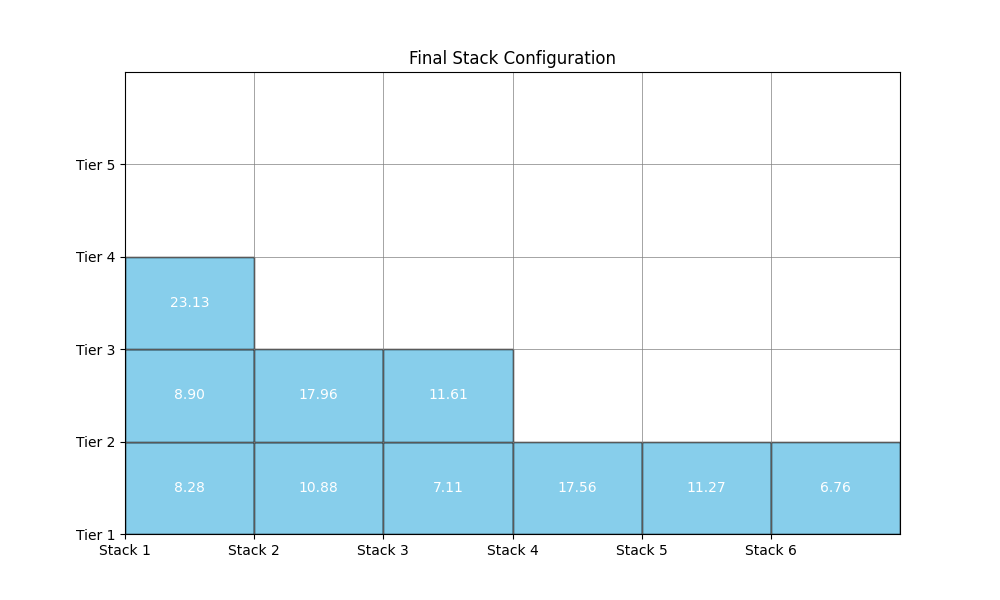 Final Stack Configuration
Tier 5
Tier 4
23.13
Tier 3
8.90 17.96 11.61
Tier 2
8.28 10.88 7.11 17.56 11.27 6.76
Tier 1
Stack 1 Stack 2 Stack 3 Stack 4 Stack 5 Stack 6